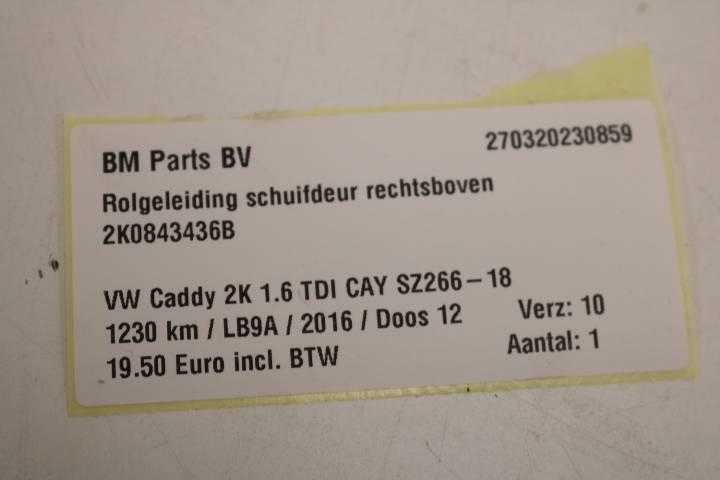 BM Parts BV 270320230859
Rolgeleiding schuifdeur rechtsboven
2K0843436B
VW Caddy 2K 1.6 TDI CAY SZ266-18
1230 km / LB9A / 2016 / Doos 12 Verz: 10
19.50 Euro incl. BTW Aantal: 1